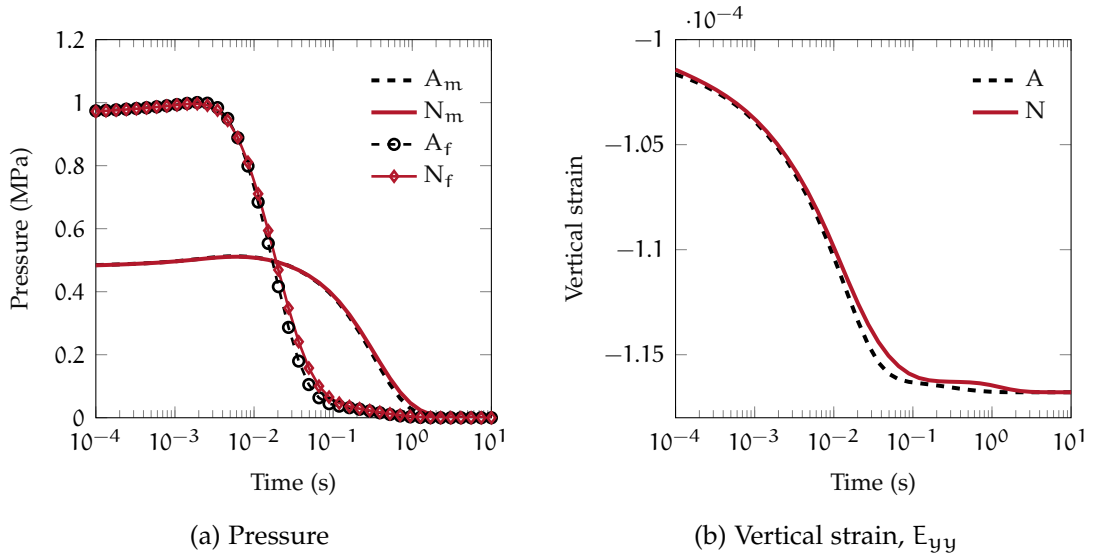 1.2
1
0.8
0.6
0.4
0.2
0
Pressure (MPa)
A_m
N_m
A_f
N_f
10^−4 10^−3 10^−2 10^−1 10^0 10^1
Time (s)
(a) Pressure
·10^−4
−1
−1.05
−1.1
−1.15
Vertical strain
A
N
10^−4 10^−3 10^−2 10^−1 10^0 10^1
Time (s)
(b) Vertical strain, E_yy